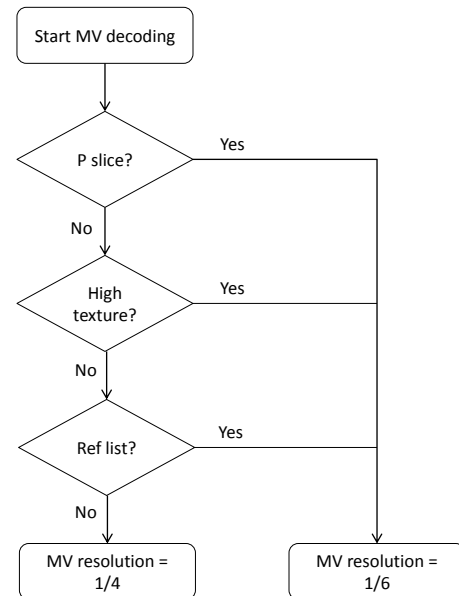 Start MV decoding
P slice?
Yes
No
High
texture?
Yes
No
Ref list?
Yes
No
MV resolution =
1/4
MV resolution =
1/6